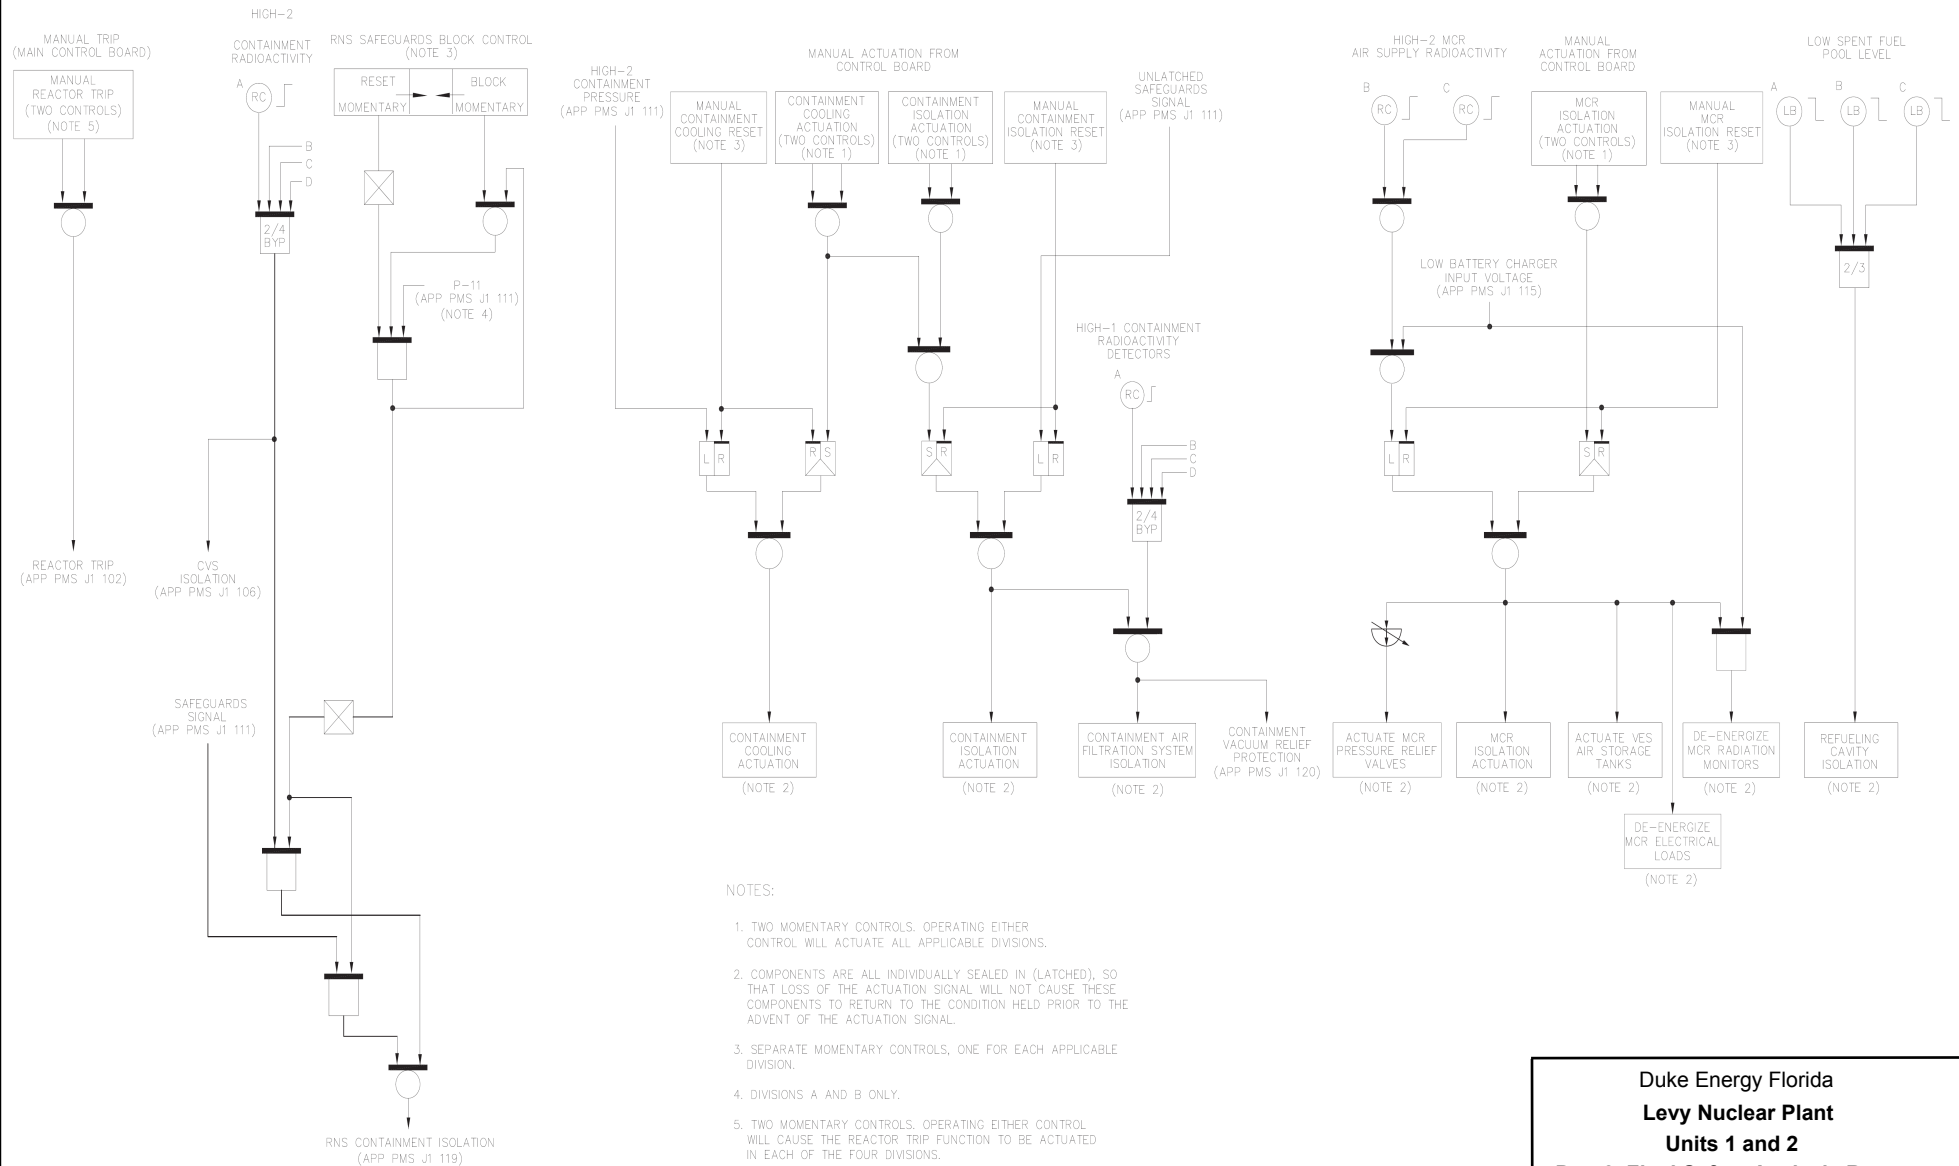 MANUAL TRIP
(MAIN CONTROL BOARD)
MANUAL
REACTOR TRIP
(TWO CONTROLS)
(NOTE 5)
REACTOR TRIP
(APP PMS J1 102)
HIGH-2
CONTAINMENT
RADIOACTIVITY
A
RC
B
C
D
2/4
BYP
CVS
ISOLATION
(APP PMS J1 106)
RNS SAFEGUARDS BLOCK CONTROL
(NOTE 3)
RESET
BLOCK
MOMENTARY
MOMENTARY
P-11
(APP PMS J1 111)
(NOTE 4)
SAFEGUARDS
SIGNAL
(APP PMS J1 111)
RNS CONTAINMENT ISOLATION
(APP PMS J1 119)
HIGH-2
CONTAINMENT
PRESSURE
(APP PMS J1 111)
MANUAL ACTUATION FROM
CONTROL BOARD
MANUAL
CONTAINMENT
COOLING RESET
(NOTE 3)
CONTAINMENT
COOLING
ACTUATION
(TWO CONTROLS)
(NOTE 1)
CONTAINMENT
ISOLATION
ACTUATION
(TWO CONTROLS)
(NOTE 1)
MANUAL
CONTAINMENT
ISOLATION RESET
(NOTE 3)
UNLATCHED
SAFEGUARDS
SIGNAL
(APP PMS J1 111)
L R
R S
S R
L R
HIGH-1 CONTAINMENT
RADIOACTIVITY
DETECTORS
A
RC
B
C
D
2/4
BYP
CONTAINMENT
COOLING
ACTUATION
(NOTE 2)
CONTAINMENT
ISOLATION
ACTUATION
(NOTE 2)
CONTAINMENT AIR
FILTRATION SYSTEM
ISOLATION
(NOTE 2)
CONTAINMENT
VACUUM RELIEF
PROTECTION
(APP PMS J1 120)
HIGH-2 MCR
AIR SUPPLY RADIOACTIVITY
B
RC
C
RC
MANUAL
ACTUATION FROM
CONTROL BOARD
MCR
ISOLATION
ACTUATION
(TWO CONTROLS)
(NOTE 1)
MANUAL
MCR
ISOLATION RESET
(NOTE 3)
LOW BATTERY CHARGER
INPUT VOLTAGE
(APP PMS J1 115)
L R
S R
LOW SPENT FUEL
POOL LEVEL
A
LB
B
LB
C
LB
2/3
ACTUATE MCR
PRESSURE RELIEF
VALVES
(NOTE 2)
MCR
ISOLATION
ACTUATION
(NOTE 2)
ACTUATE VES
AIR STORAGE
TANKS
(NOTE 2)
DE-ENERGIZE
MCR RADIATION
MONITORS
(NOTE 2)
REFUELING
CAVITY
ISOLATION
(NOTE 2)
DE-ENERGIZE
MCR ELECTRICAL
LOADS
(NOTE 2)
NOTES:
1. TWO MOMENTARY CONTROLS. OPERATING EITHER
CONTROL WILL ACTUATE ALL APPLICABLE DIVISIONS.
2. COMPONENTS ARE ALL INDIVIDUALLY SEALED IN (LATCHED), SO
THAT LOSS OF THE ACTUATION SIGNAL WILL NOT CAUSE THESE
COMPONENTS TO RETURN TO THE CONDITION HELD PRIOR TO THE
ADVENT OF THE ACTUATION SIGNAL.
3. SEPARATE MOMENTARY CONTROLS, ONE FOR EACH APPLICABLE
DIVISION.
4. DIVISIONS A AND B ONLY.
5. TWO MOMENTARY CONTROLS. OPERATING EITHER CONTROL
WILL CAUSE THE REACTOR TRIP FUNCTION TO BE ACTUATED
IN EACH OF THE FOUR DIVISIONS.
Duke Energy Florida
Levy Nuclear Plant
Units 1 and 2